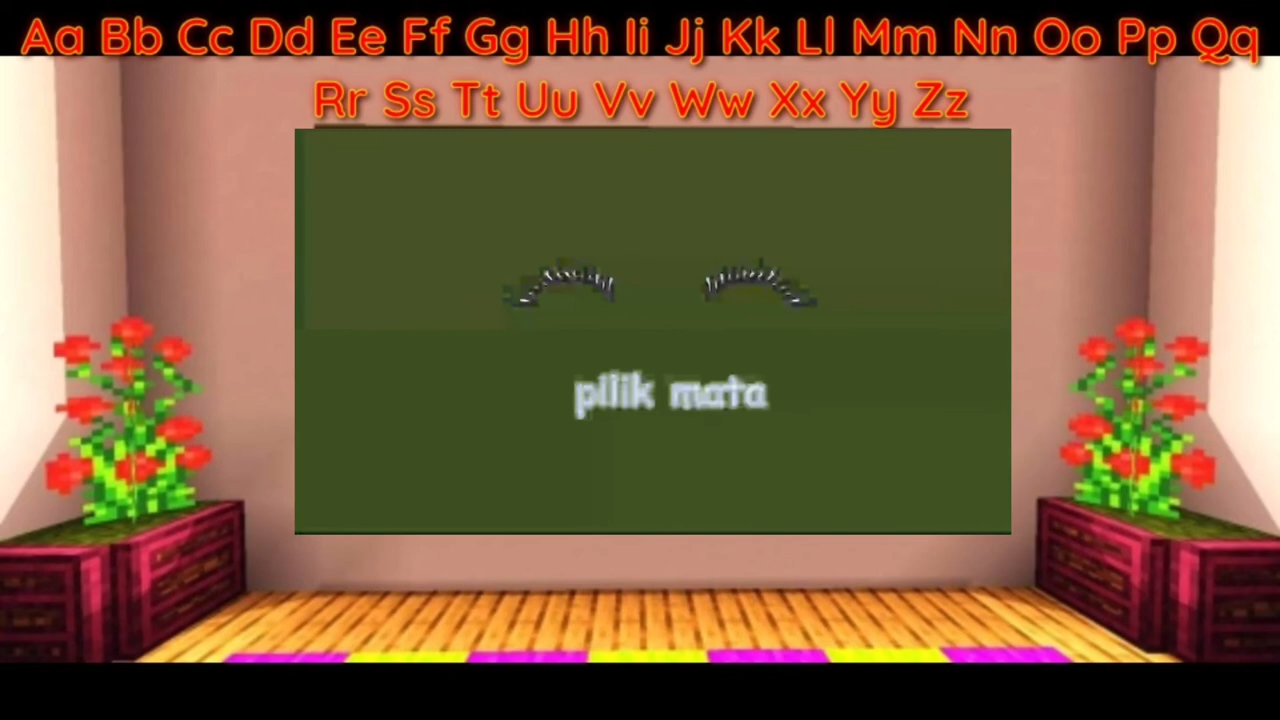 Aa Bb Cc Dd Ee Ff Gg Hh Ii Jj Kk Ll Mm Nn Oo Pp Qq
Rr Ss Tt Uu Vv Ww Xx Yy Zz
pilik mata